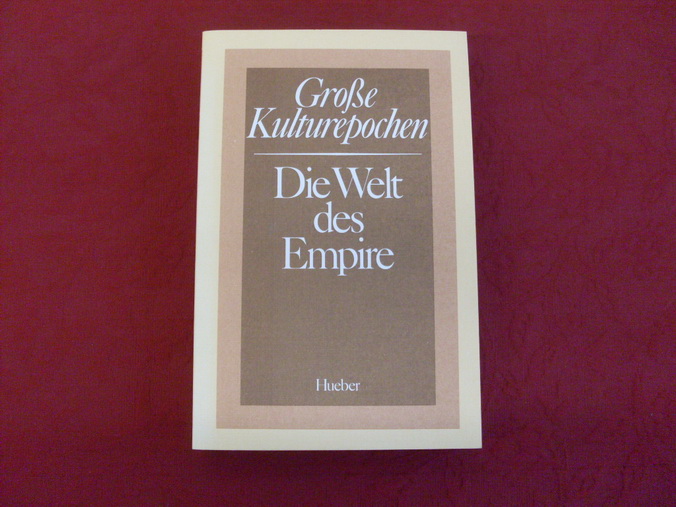 Große
Kulturepochen
Die Welt
des
Empire
Hueber